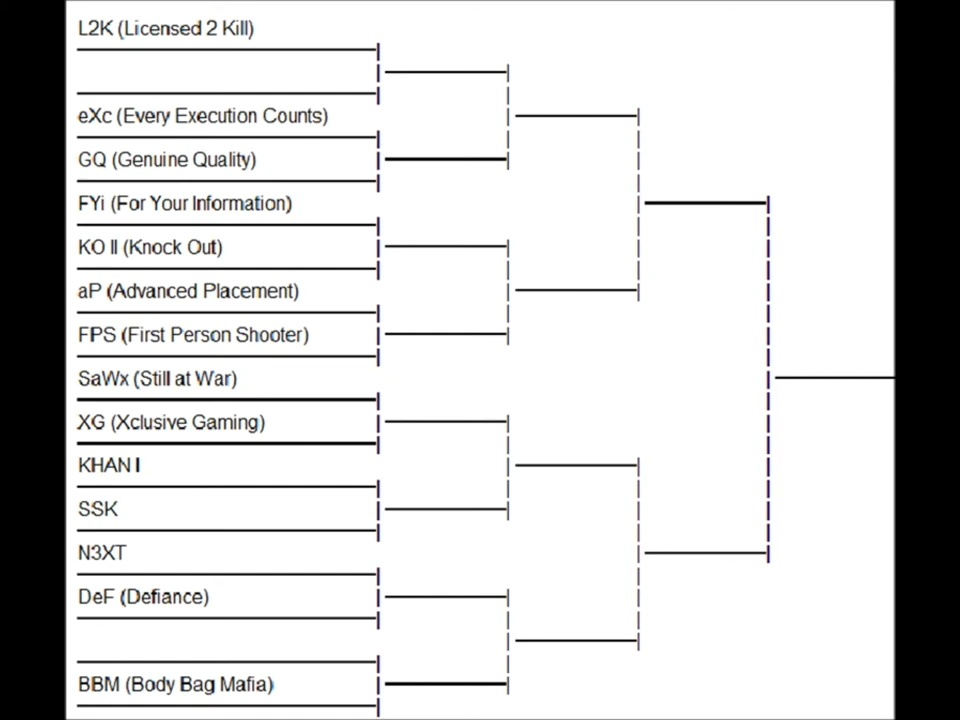 L2K (Licensed 2 Kill)
eXc (Every Execution Counts)
GQ (Genuine Quality)
FYi (For Your Information)
KO II (Knock Out)
aP (Advanced Placement)
FPS (First Person Shooter)
SaWx (Still at War)
XG (Xclusive Gaming)
KHAN I
SSK
N3XT
DeF (Defiance)
BBM (Body Bag Mafia)